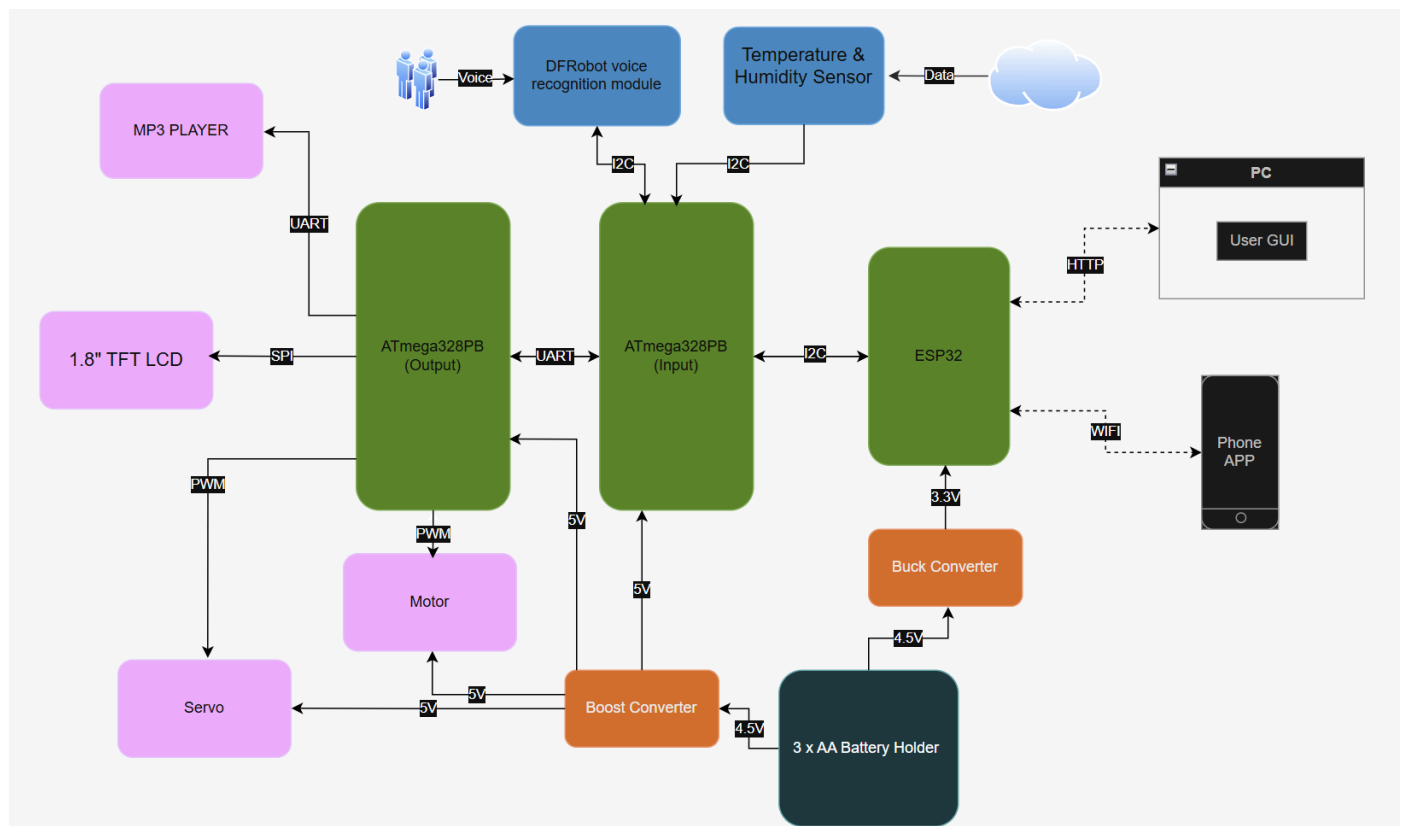 Voice
DFRobot voice
recognition module
Temperature &
Humidity Sensor
Data
MP3 PLAYER
I2C
I2C
PC
User GUI
UART
HTTP
1.8" TFT LCD
SPI
ATmega328PB
(Output)
UART
ATmega328PB
(Input)
I2C
ESP32
WIFI
Phone
APP
PWM
PWM
5V
3.3V
Motor
5V
Buck Converter
4.5V
Servo
5V
5V
Boost Converter
4.5V
3 x AA Battery Holder